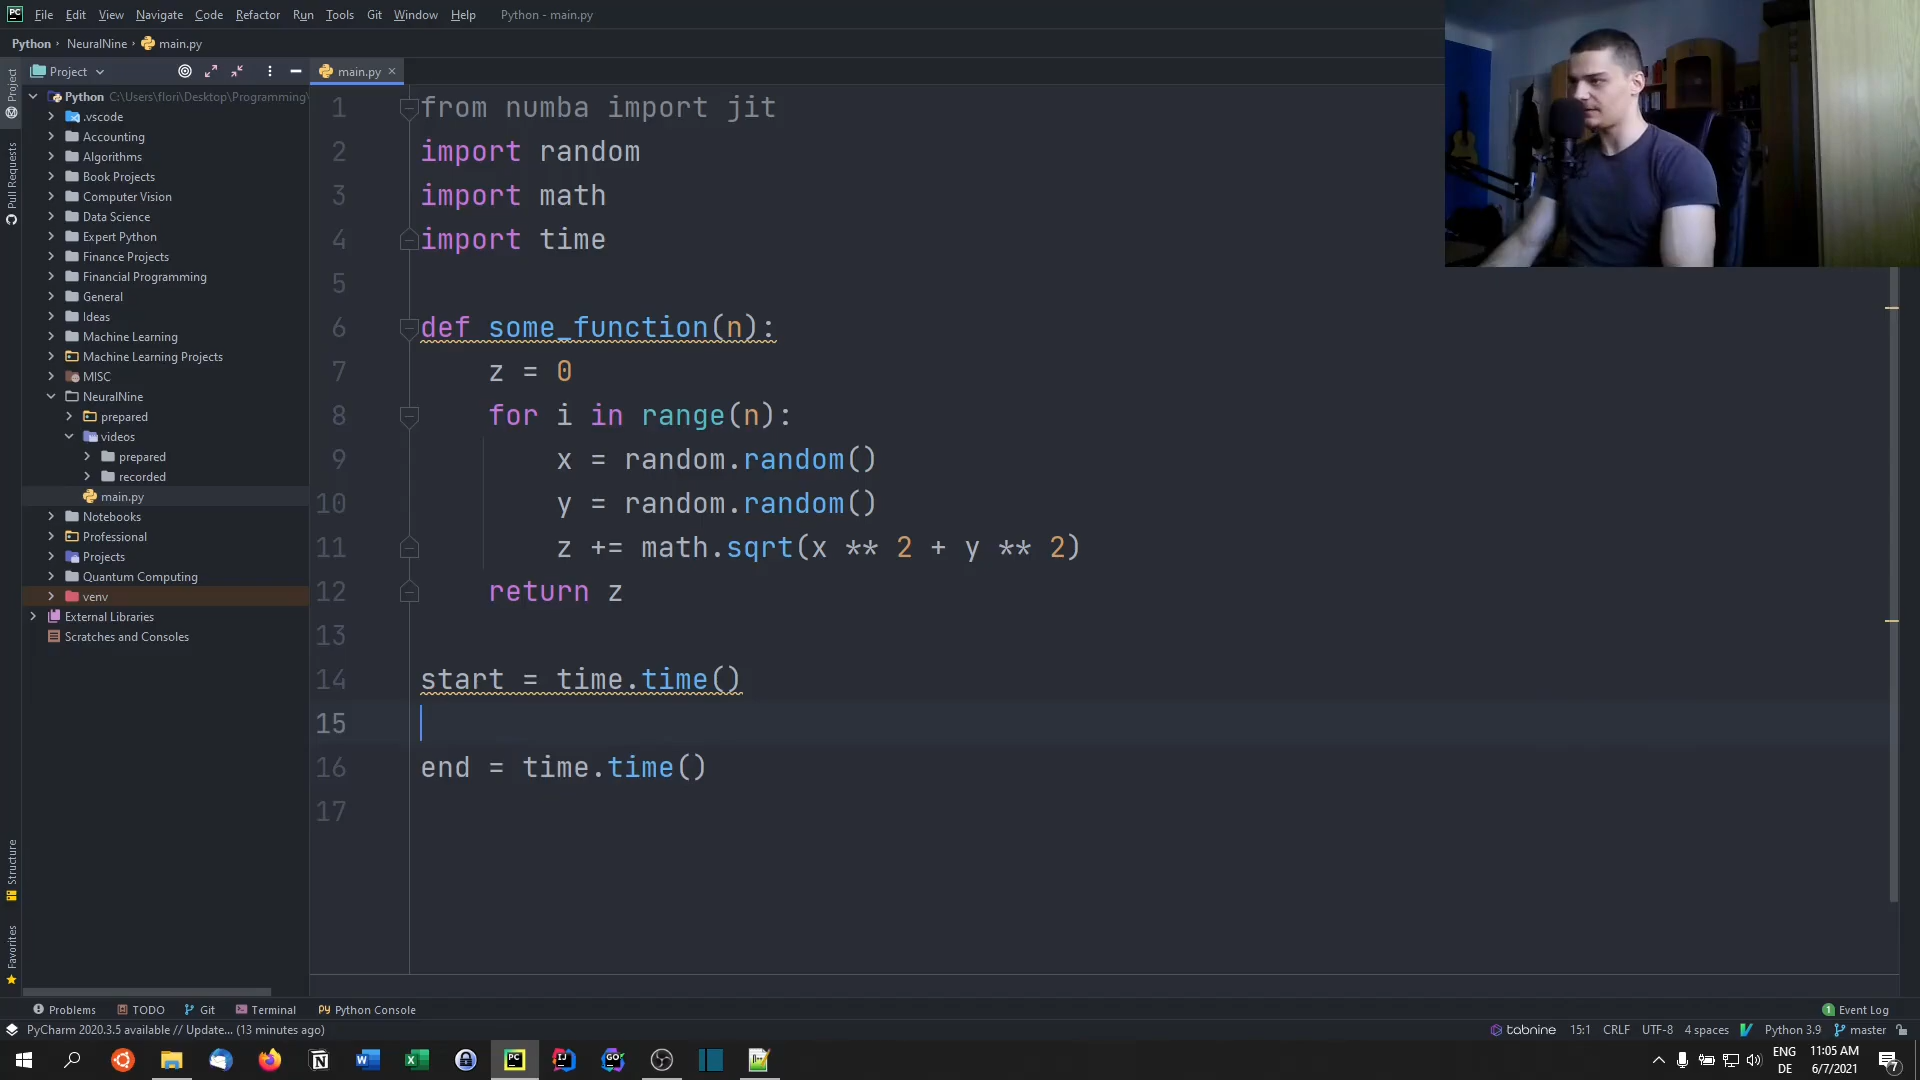 PC File Edit View Navigate Code Refactor Run Tools Git Window Help Python - main.py
Python › NeuralNine › main.py
Project
main.py
Python C:\Users\flori\Desktop\Programming\
.vscode
Accounting
Algorithms
Book Projects
Computer Vision
Data Science
Expert Python
Finance Projects
Financial Programming
General
Ideas
Machine Learning
Machine Learning Projects
MISC
NeuralNine
prepared
videos
prepared
recorded
main.py
Notebooks
Professional
Projects
Quantum Computing
venv
External Libraries
Scratches and Consoles
Project
Pull Requests
Structure
Favorites
1 from numba import jit
2 import random
3 import math
4 import time
5
6 def some_function(n):
7 z = 0
8 for i in range(n):
9 x = random.random()
10 y = random.random()
11 z += math.sqrt(x ** 2 + y ** 2)
12 return z
13
14 start = time.time()
15
16 end = time.time()
17
Problems TODO Git Terminal Python Console 1 Event Log
PyCharm 2020.3.5 available // Update... (13 minutes ago) tabnine 15:1 CRLF UTF-8 4 spaces Python 3.9 master
ENG 11:05 AM
DE 6/7/2021 7